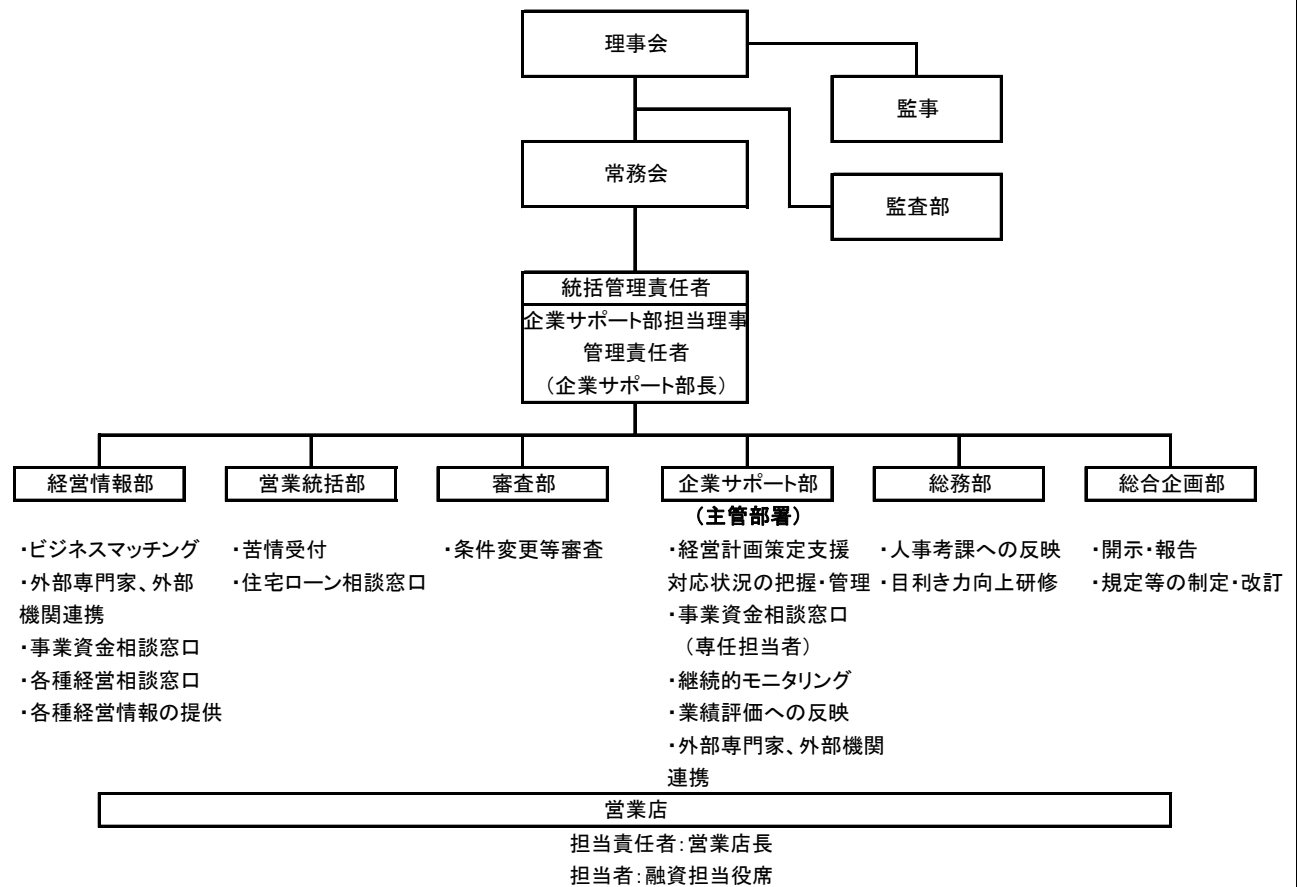 理事会
監事
常務会
監査部
統括管理責任者
企業サポート部担当理事
管理責任者
（企業サポート部長）
経営情報部
・ビジネスマッチング
・外部専門家、外部
機関連携
・事業資金相談窓口
・各種経営相談窓口
・各種経営情報の提供
営業統括部
・苦情受付
・住宅ローン相談窓口
審査部
・条件変更等審査
企業サポート部
（主管部署）
・経営計画策定支援
対応状況の把握・管理
・事業資金相談窓口
（専任担当者）
・継続的モニタリング
・業績評価への反映
・外部専門家、外部機関
連携
総務部
・人事考課への反映
・目利き力向上研修
総合企画部
・開示・報告
・規定等の制定・改訂
営業店
担当責任者：営業店長
担当者：融資担当役席